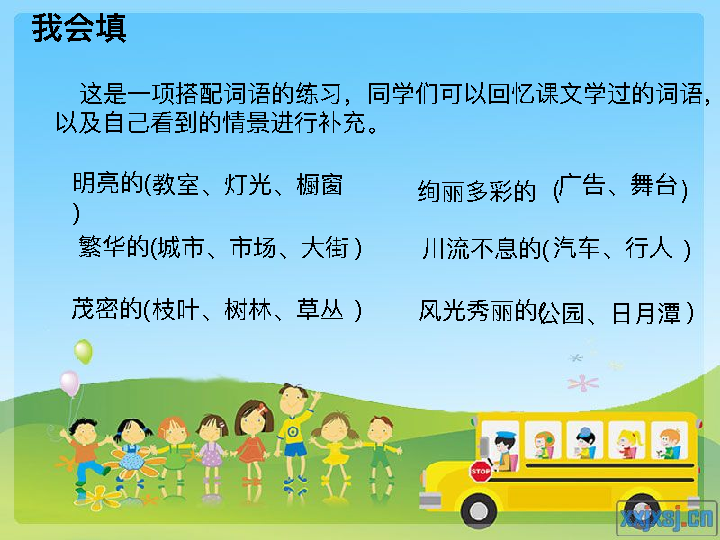 我会填
这是一项搭配词语的练习，同学们可以回忆课文学过的词语，
以及自己看到的情景进行补充。
明亮的(教室、灯光、橱窗
)
绚丽多彩的 (广告、舞台)
繁华的(城市、市场、大街)
川流不息的(汽车、行人 )
茂密的(枝叶、树林、草丛 )
风光秀丽的(公园、日月潭)
STOP
xxjxsj.cn